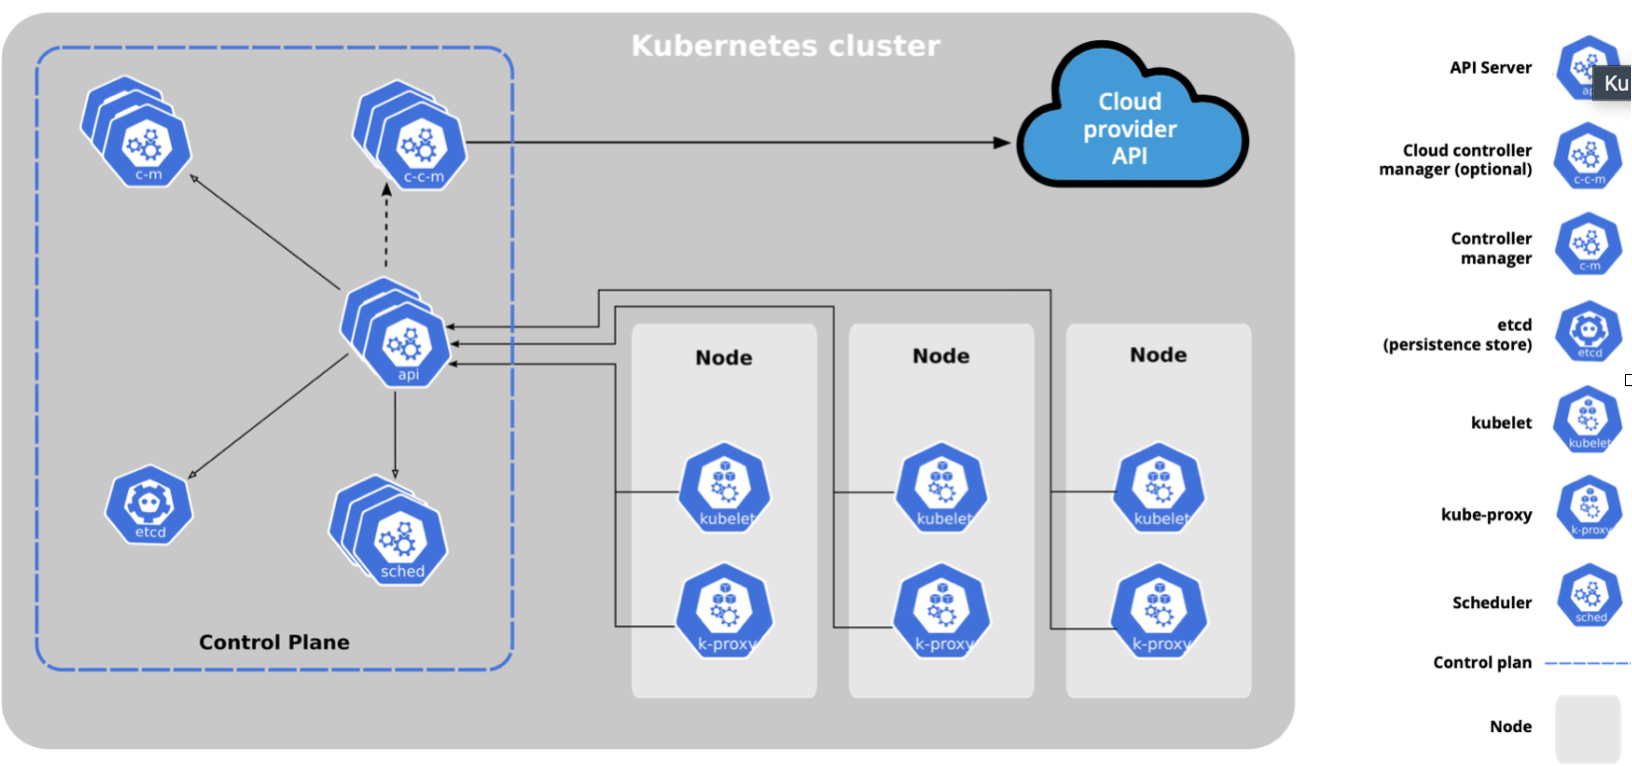 Kubernetes cluster
Cloud
provider
API
c-m
c-c-m
api
etcd
sched
Control Plane
Node
kubelet
k-proxy
Node
kubelet
k-proxy
Node
kubelet
k-proxy
API Server
ap
Ku
Cloud controller
manager (optional)
c-c-m
Controller
manager
c-m
etcd
(persistence store)
etcd
kubelet
kubelet
kube-proxy
k-proxy
Scheduler
sched
Control plan
Node